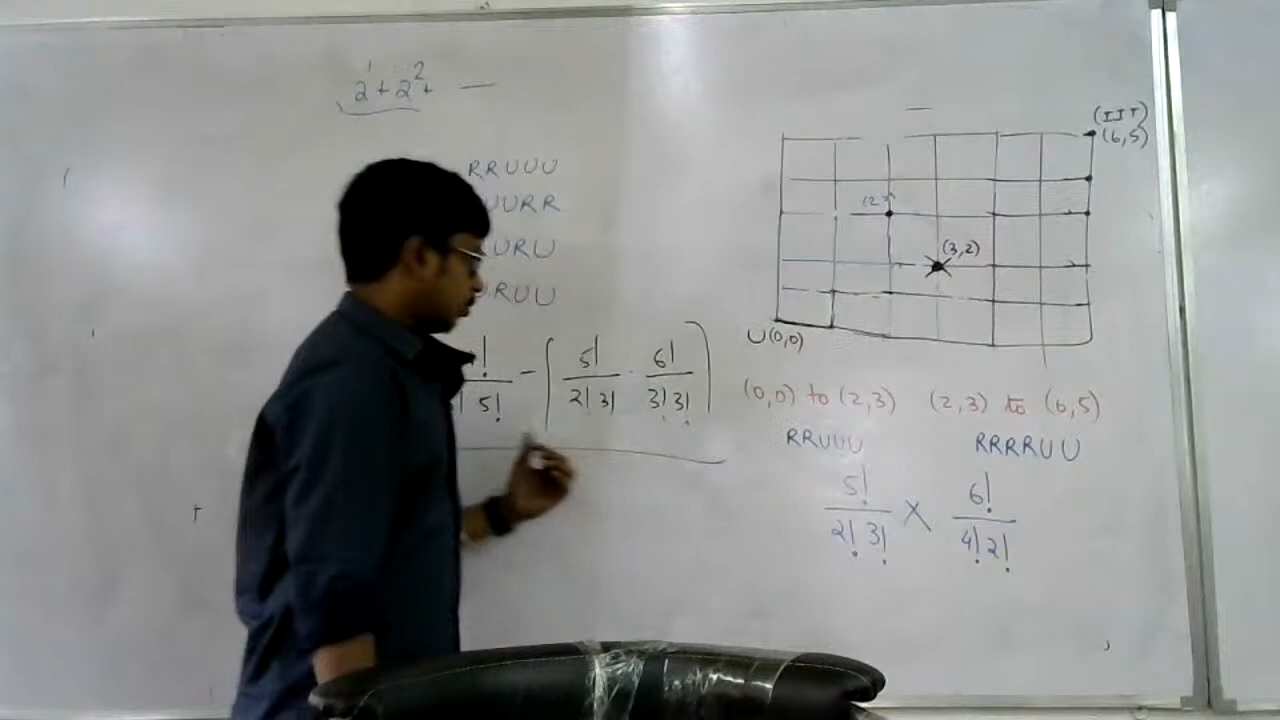 2¹ + 2² + —
RRUUU
UURR
URU
RUU
! / 5! - [ 5! / 2! 3! · 6! / 3! 3! ]
(IIT)
(6,5)
(2
(3,2)
U(0,0)
(0,0) to (2,3) (2,3) to (6,5)
RRUUU RRRRUU
5! / 2! 3! X 6! / 4! 2!